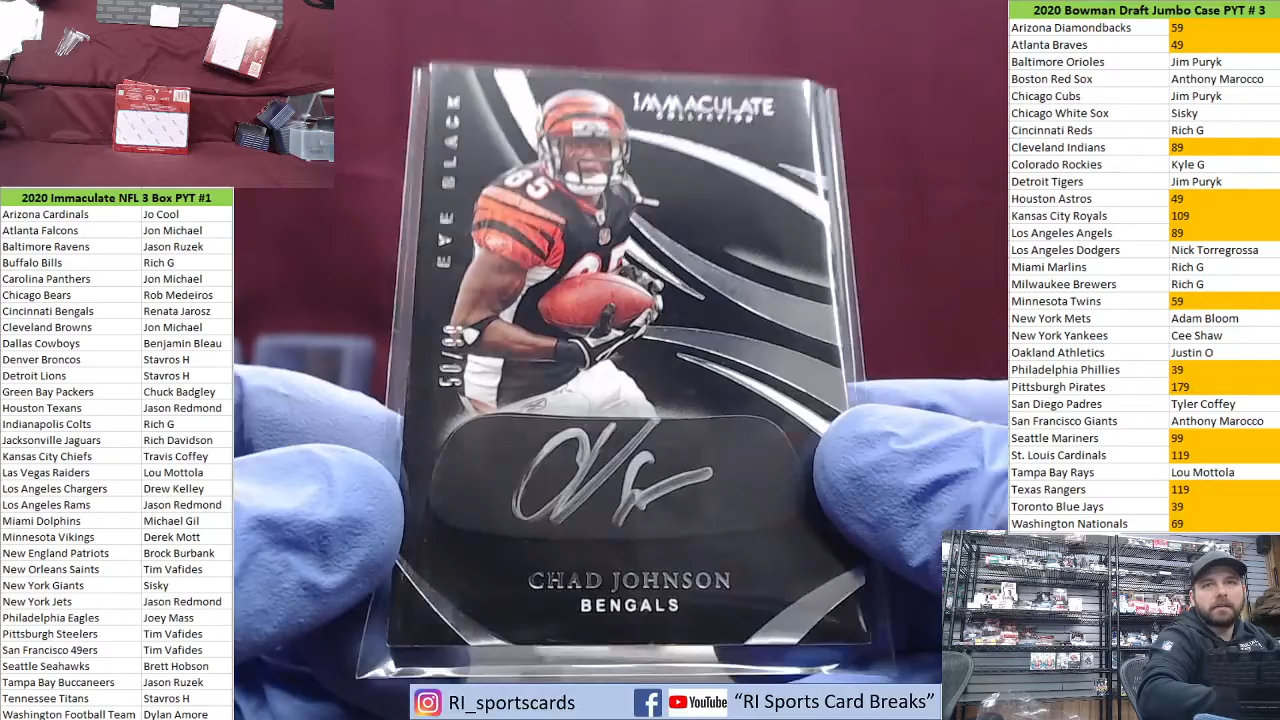 2020 Immaculate NFL 3 Box PYT #1
Arizona Cardinals Jo Cool
Atlanta Falcons Jon Michael
Baltimore Ravens Jason Ruzek
Buffalo Bills Rich G
Carolina Panthers Jon Michael
Chicago Bears Rob Medeiros
Cincinnati Bengals Renata Jarosz
Cleveland Browns Jon Michael
Dallas Cowboys Benjamin Bleau
Denver Broncos Stavros H
Detroit Lions Stavros H
Green Bay Packers Chuck Badgley
Houston Texans Jason Redmond
Indianapolis Colts Rich G
Jacksonville Jaguars Rich Davidson
Kansas City Chiefs Travis Coffey
Las Vegas Raiders Lou Mottola
Los Angeles Chargers Drew Kelley
Los Angeles Rams Jason Redmond
Miami Dolphins Michael Gil
Minnesota Vikings Derek Mott
New England Patriots Brock Burbank
New Orleans Saints Tim Vafides
New York Giants Sisky
New York Jets Jason Redmond
Philadelphia Eagles Joey Mass
Pittsburgh Steelers Tim Vafides
San Francisco 49ers Tim Vafides
Seattle Seahawks Brett Hobson
Tampa Bay Buccaneers Jason Ruzek
Tennessee Titans Stavros H
Washington Football Team Dylan Amore
EYE BLACK
IMMACULATE
COLLECTION
85
85
50/99
CHAD JOHNSON
BENGALS
RI_sportscards
YouTube
"RI Sports Card Breaks"
2020 Bowman Draft Jumbo Case PYT # 3
Arizona Diamondbacks 59
Atlanta Braves 49
Baltimore Orioles Jim Puryk
Boston Red Sox Anthony Marocco
Chicago Cubs Jim Puryk
Chicago White Sox Sisky
Cincinnati Reds Rich G
Cleveland Indians 89
Colorado Rockies Kyle G
Detroit Tigers Jim Puryk
Houston Astros 49
Kansas City Royals 109
Los Angeles Angels 89
Los Angeles Dodgers Nick Torregrossa
Miami Marlins Rich G
Milwaukee Brewers Rich G
Minnesota Twins 59
New York Mets Adam Bloom
New York Yankees Cee Shaw
Oakland Athletics Justin O
Philadelphia Phillies 39
Pittsburgh Pirates 179
San Diego Padres Tyler Coffey
San Francisco Giants Anthony Marocco
Seattle Mariners 99
St. Louis Cardinals 119
Tampa Bay Rays Lou Mottola
Texas Rangers 119
Toronto Blue Jays 39
Washington Nationals 69